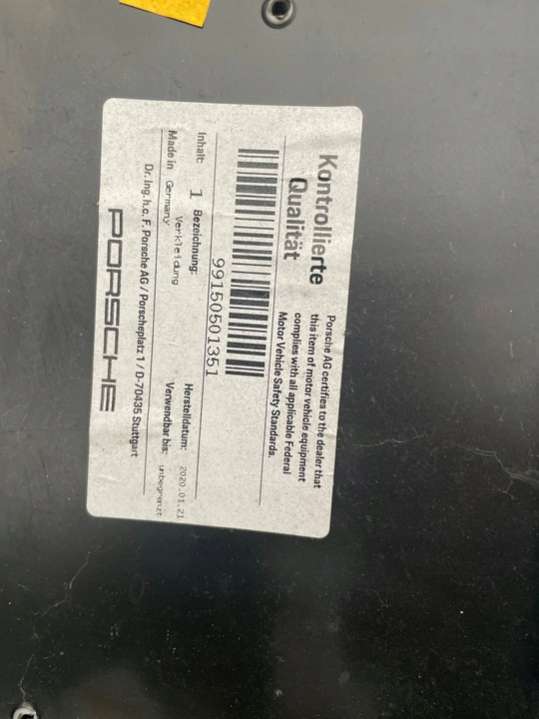 Kontrollierte
Qualität
Porsche AG certifies to the dealer that
this item of motor vehicle equipment
complies with all applicable Federal
Motor Vehicle Safety Standards.
99150501351
Inhalt: 1 Bezeichnung: Herstelldatum: 2020.01.21
Verkleidung
Made in Germany Verwendbar bis: unbegrenzt
Dr. Ing. h.c. F. Porsche AG / Porscheplatz 1 / D-70435 Stuttgart
PORSCHE